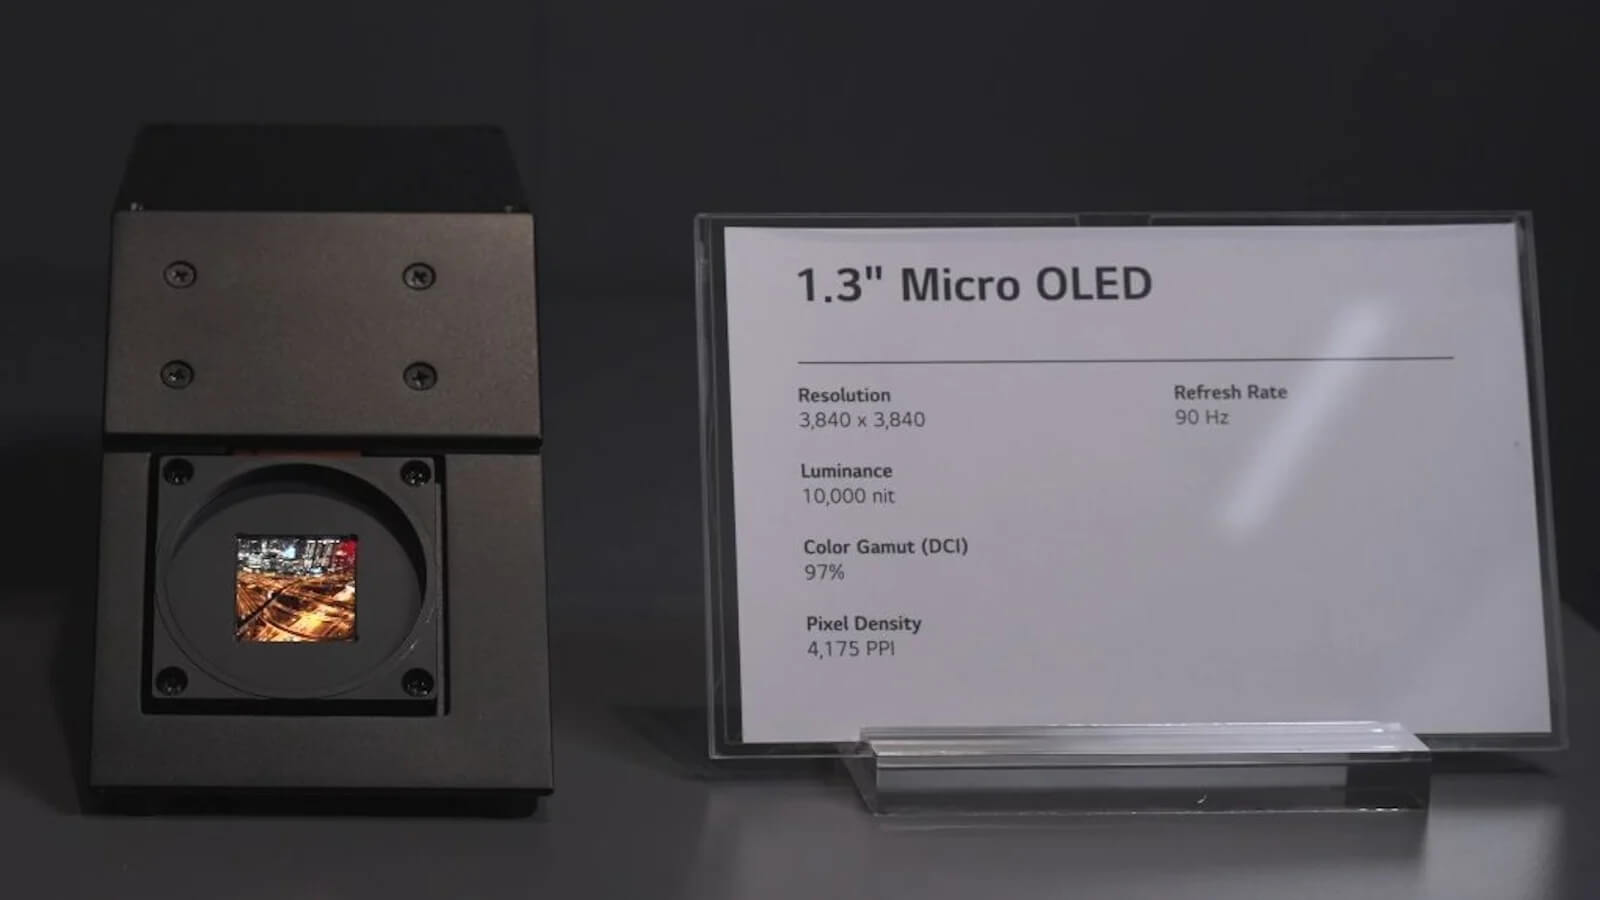 1.3" Micro OLED
Resolution
3,840 x 3,840
Refresh Rate
90 Hz
Luminance
10,000 nit
Color Gamut (DCI)
97%
Pixel Density
4,175 PPI